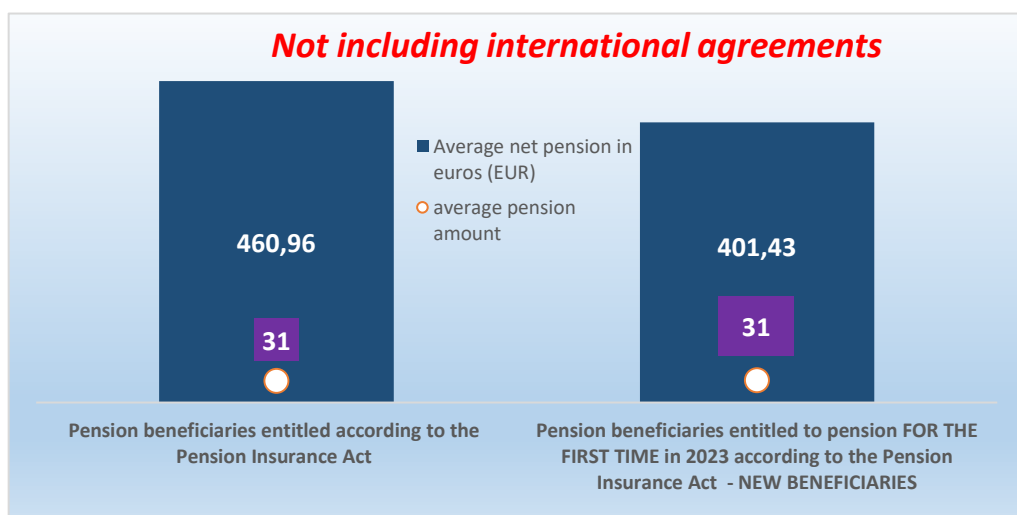 Not including international agreements
Average net pension in
euros (EUR)
average pension
amount
460,96
401,43
31
31
Pension beneficiaries entitled according to the
Pension Insurance Act
Pension beneficiaries entitled to pension FOR THE
FIRST TIME in 2023 according to the Pension
Insurance Act - NEW BENEFICIARIES